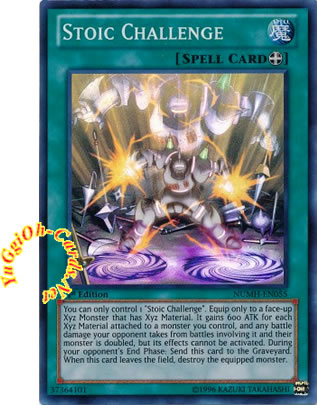 Stoic Challenge
SPELL
魔
[Spell Card
YuGgiOh-Cards.Net
Edition
NUMH-EN055
You can only control 1 "Stoic Challenge". Equip only to a face-up
Xyz Monster that has Xyz Material. It gains 600 ATK for each
Xyz Material attached to a monster you control, and any battle
damage your opponent takes from battles involving it and their
monster is doubled, but its effects cannot be activated. During
your opponent's End Phase: Send this card to the Graveyard.
When this card leaves the field, destroy the equipped monster.
37364101
©1996 KAZUKI TAKAHASHI